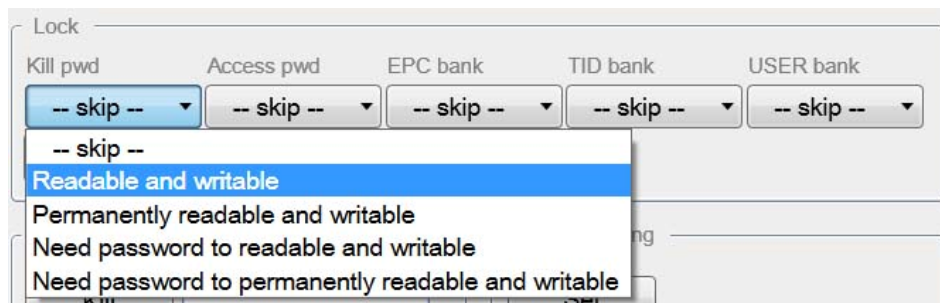 Lock
Kill pwd Access pwd EPC bank TID bank USER bank
-- skip -- -- skip -- -- skip -- -- skip -- -- skip --
-- skip --
Readable and writable
Permanently readable and writable
Need password to readable and writable
Need password to permanently readable and writable